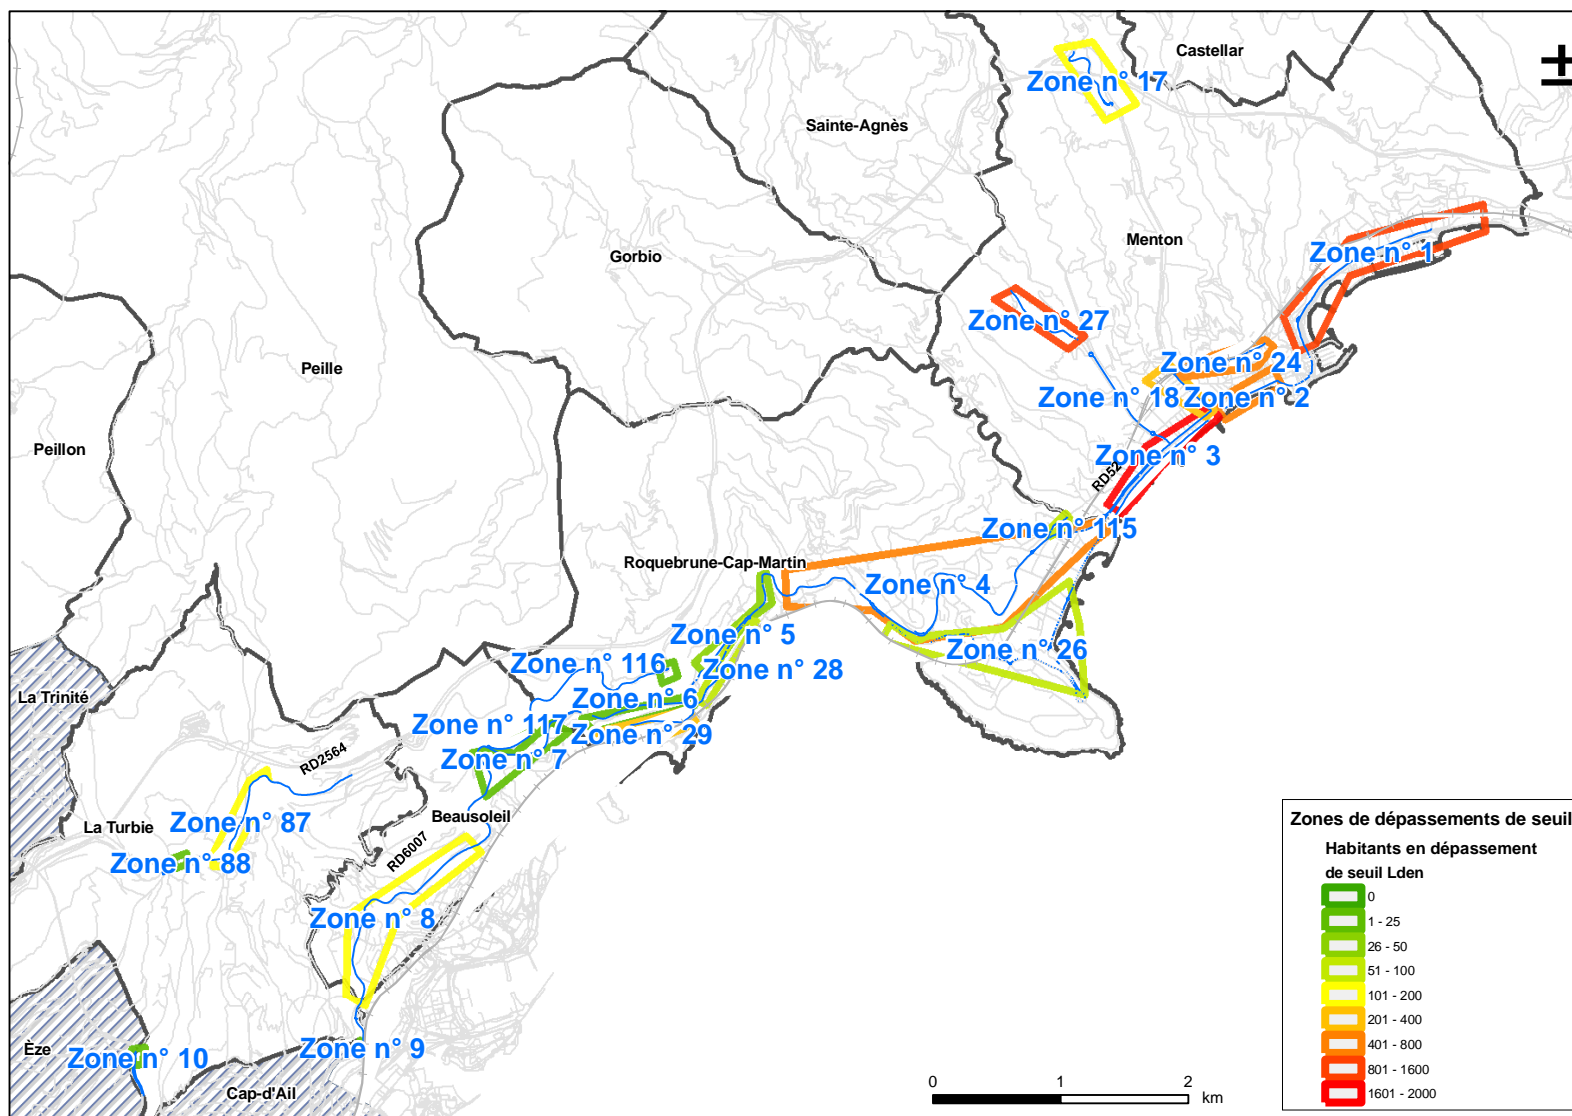 Castellar
±
Zone n° 17
Sainte-Agnès
Menton
Gorbio
Zone n° 1
Zone n° 27
Peille
Zone n° 24
Zone n° 18
Zone n° 2
Peillon
Zone n° 3
RD52
Zone n° 115
Roquebrune-Cap-Martin
Zone n° 4
Zone n° 5
Zone n° 26
Zone n° 116
Zone n° 28
La Trinité
Zone n° 6
Zone n° 117
Zone n° 29
Zone n° 7
RD2564
Beausoleil
La Turbie
Zone n° 87
RD6007
Zone n° 88
Zone n° 8
Èze
Zone n° 10
Zone n° 9
Cap-d'Ail
0 1 2
km
Zones de dépassements de seuil
Habitants en dépassement
de seuil Lden
0
1 - 25
26 - 50
51 - 100
101 - 200
201 - 400
401 - 800
801 - 1600
1601 - 2000